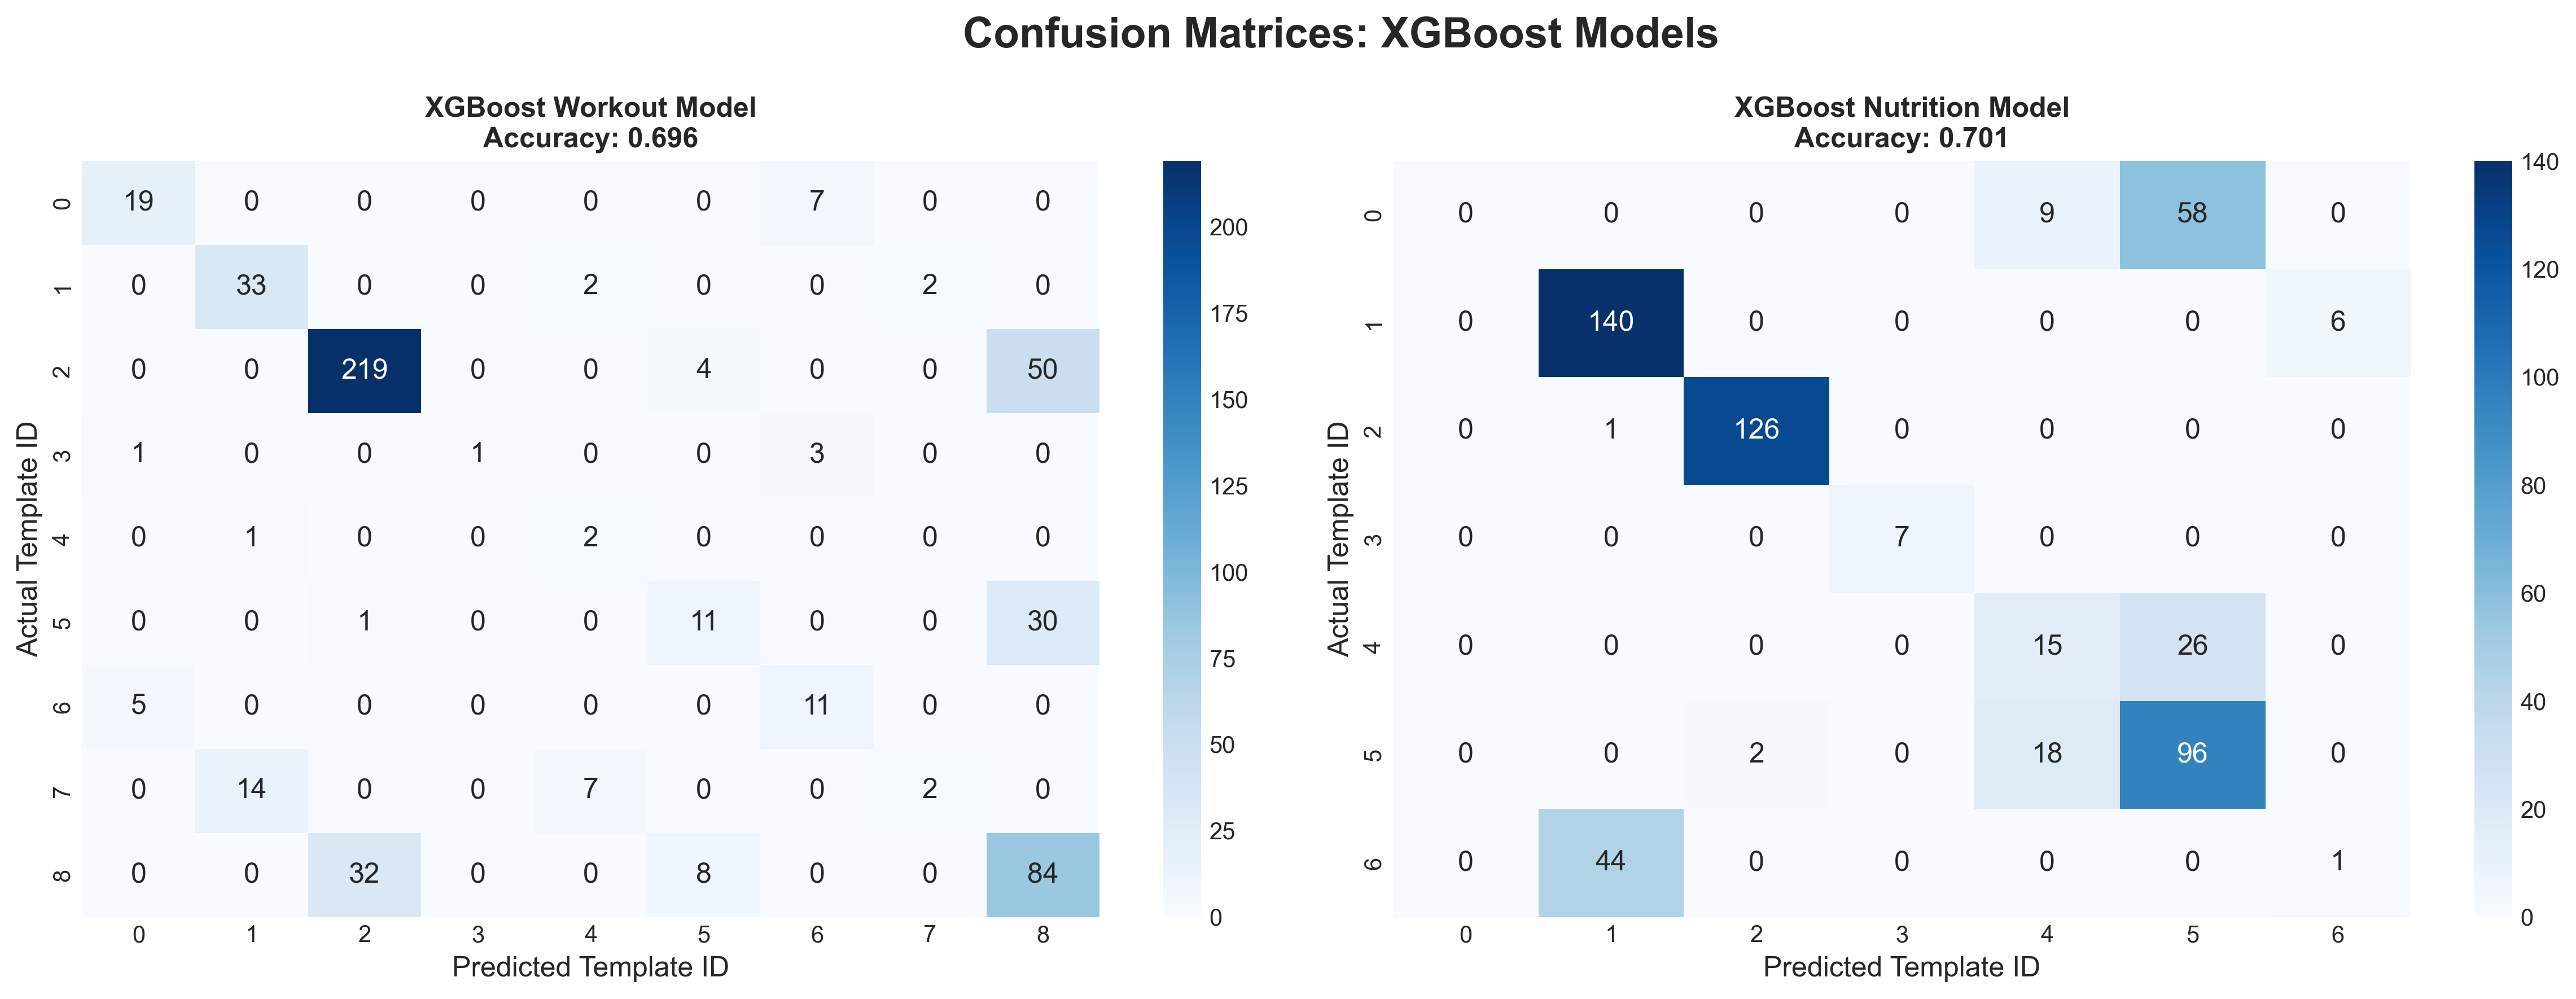 Confusion Matrices: XGBoost Models
XGBoost Workout Model
Accuracy: 0.696
Actual Template ID
0 19 0 0 0 0 0 7 0 0
1 0 33 0 0 2 0 0 2 0
2 0 0 219 0 0 4 0 0 50
3 1 0 0 1 0 0 3 0 0
4 0 1 0 0 2 0 0 0 0
5 0 0 1 0 0 11 0 0 30
6 5 0 0 0 0 0 11 0 0
7 0 14 0 0 7 0 0 2 0
8 0 0 32 0 0 8 0 0 84
0 1 2 3 4 5 6 7 8
Predicted Template ID
200
175
150
125
100
75
50
25
0
XGBoost Nutrition Model
Accuracy: 0.701
Actual Template ID
0 0 0 0 0 9 58 0
1 0 140 0 0 0 0 6
2 0 1 126 0 0 0 0
3 0 0 0 7 0 0 0
4 0 0 0 0 15 26 0
5 0 0 2 0 18 96 0
6 0 44 0 0 0 0 1
0 1 2 3 4 5 6
Predicted Template ID
140
120
100
80
60
40
20
0